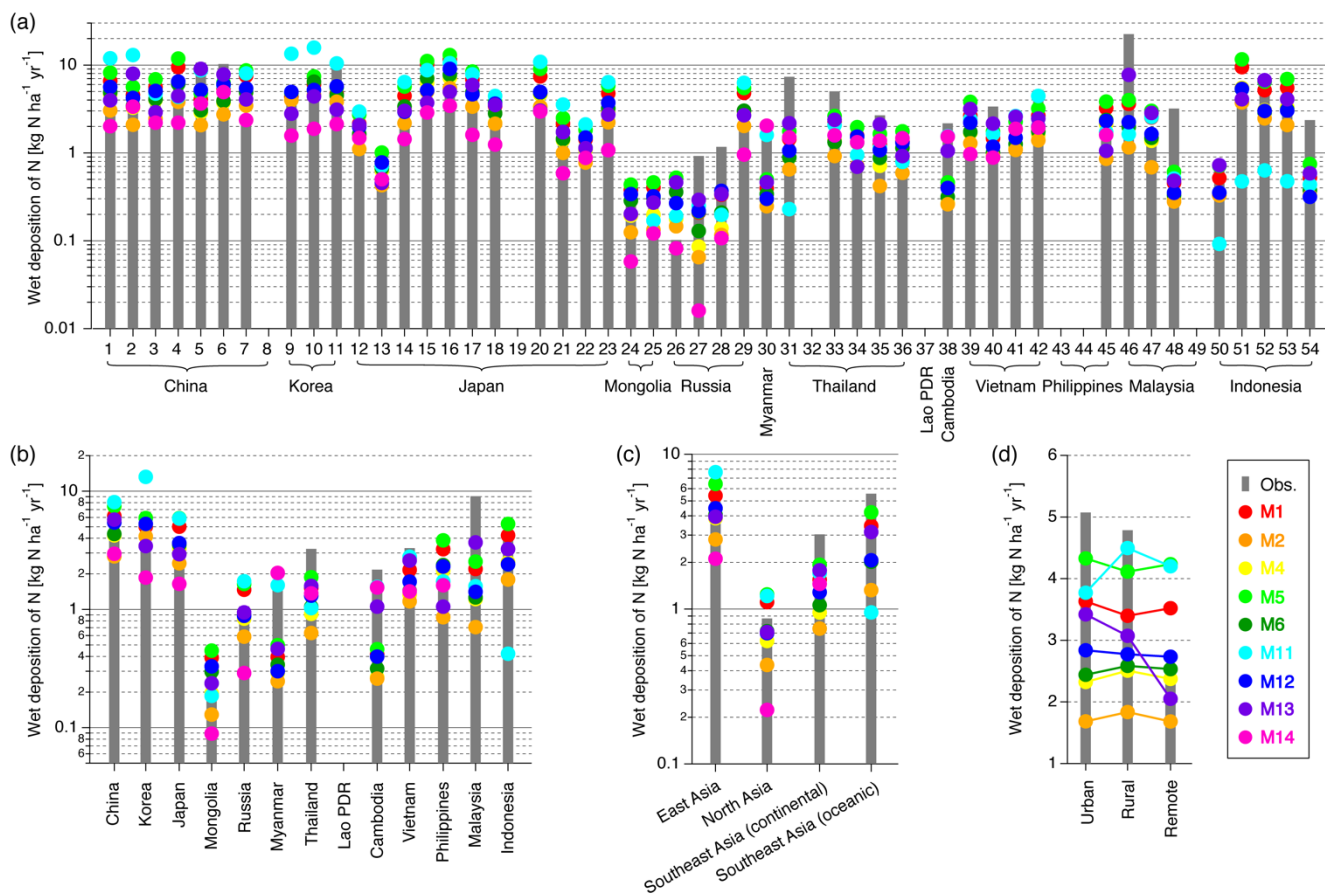 (a)
Wet deposition of N [kg N ha⁻¹ yr⁻¹]
10
1
0.1
0.01
1 2 3 4 5 6 7 8 9 10 11 12 13 14 15 16 17 18 19 20 21 22 23 24 25 26 27 28 29 30 31 32 33 34 35 36 37 38 39 40 41 42 43 44 45 46 47 48 49 50 51 52 53 54
China Korea Japan Mongolia Russia Myanmar Thailand Lao PDR Cambodia Vietnam Philippines Malaysia Indonesia
(b)
Wet deposition of N [kg N ha⁻¹ yr⁻¹]
2
10
8
6
4
2
1
8
6
4
2
0.1
8
6
China Korea Japan Mongolia Russia Myanmar Thailand Lao PDR Cambodia Vietnam Philippines Malaysia Indonesia
(c)
Wet deposition of N [kg N ha⁻¹ yr⁻¹]
10
5
4
3
2
1
5
4
3
2
0.1
East Asia
North Asia
Southeast Asia (continental)
Southeast Asia (oceanic)
(d)
Wet deposition of N [kg N ha⁻¹ yr⁻¹]
6
5
4
3
2
1
Urban Rural Remote
Obs.
M1
M2
M4
M5
M6
M11
M12
M13
M14